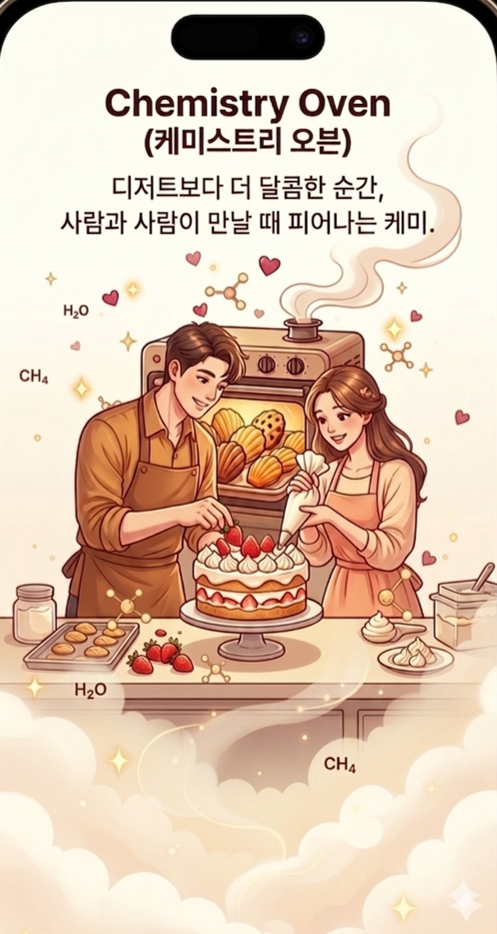 Chemistry Oven
(케미스트리 오븐)
디저트보다 더 달콤한 순간,
사람과 사람이 만날 때 피어나는 케미.
H₂O
CH₄
H₂O
CH₄